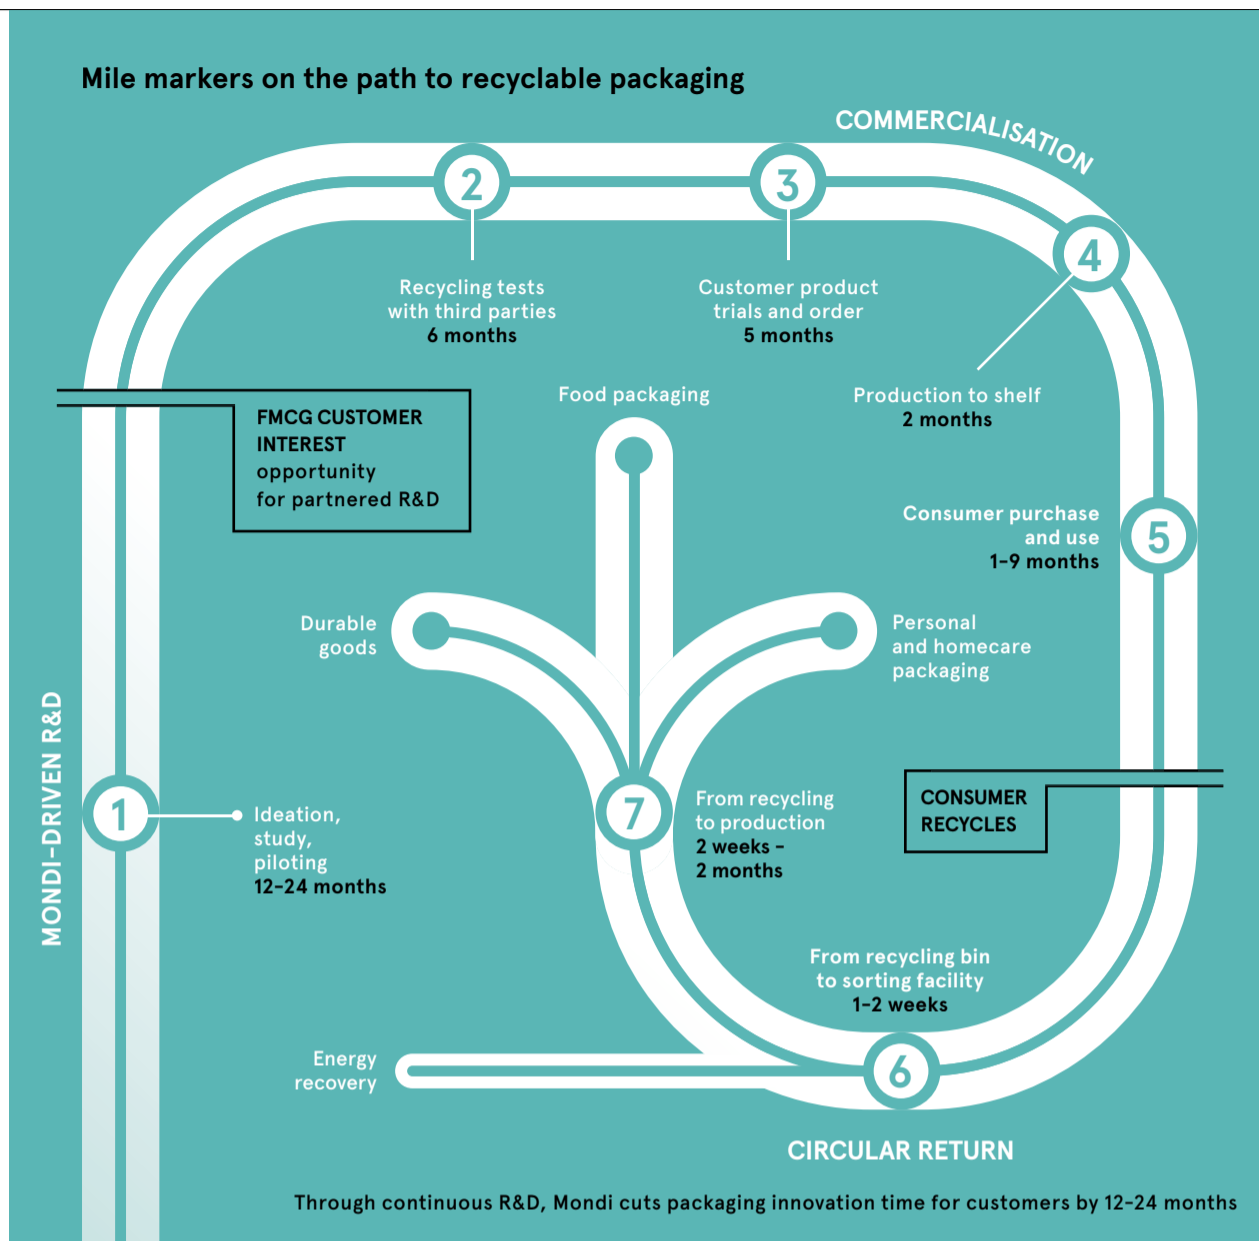 Mile markers on the path to recyclable packaging
COMMERCIALISATION
2
3
4
Recycling tests
with third parties
6 months
Customer product
trials and order
5 months
Production to shelf
2 months
FMCG CUSTOMER
INTEREST
opportunity
for partnered R&D
Food packaging
Consumer purchase
and use
1-9 months
5
Durable
goods
Personal
and homecare
packaging
MONDI-DRIVEN R&D
1
Ideation,
study,
piloting
12-24 months
7
From recycling
to production
2 weeks –
2 months
CONSUMER
RECYCLES
From recycling bin
to sorting facility
1-2 weeks
Energy
recovery
6
CIRCULAR RETURN
Through continuous R&D, Mondi cuts packaging innovation time for customers by 12-24 months